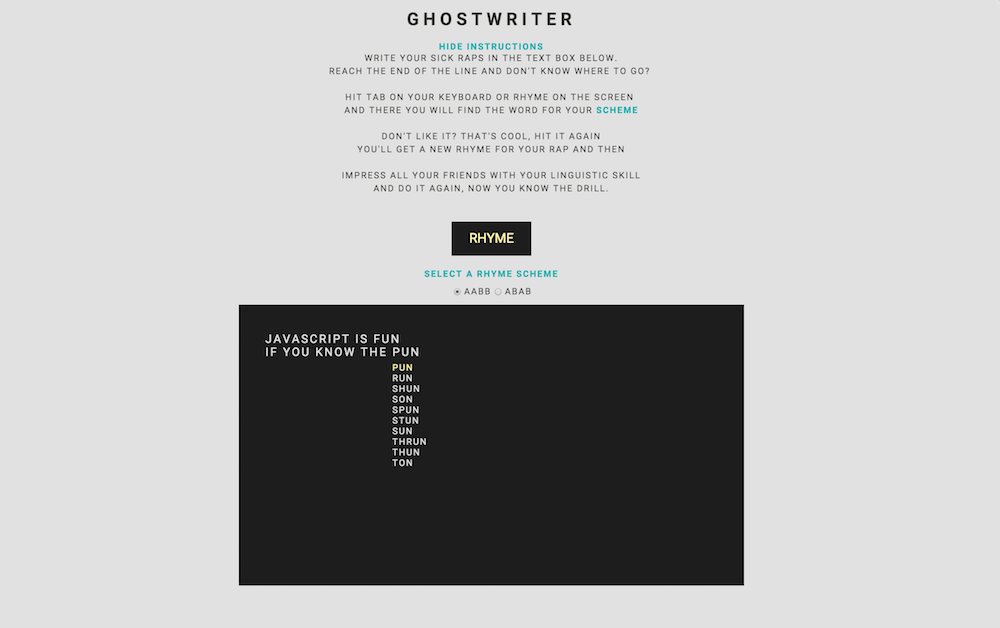 GHOSTWRITER
HIDE INSTRUCTIONS
WRITE YOUR SICK RAPS IN THE TEXT BOX BELOW.
REACH THE END OF THE LINE AND DON'T KNOW WHERE TO GO?
HIT TAB ON YOUR KEYBOARD OR RHYME ON THE SCREEN
AND THERE YOU WILL FIND THE WORD FOR YOUR SCHEME
DON'T LIKE IT? THAT'S COOL, HIT IT AGAIN
YOU'LL GET A NEW RHYME FOR YOUR RAP AND THEN
IMPRESS ALL YOUR FRIENDS WITH YOUR LINGUISTIC SKILL
AND DO IT AGAIN, NOW YOU KNOW THE DRILL.
RHYME
SELECT A RHYME SCHEME
AABB ABAB
JAVASCRIPT IS FUN
IF YOU KNOW THE PUN
PUN
RUN
SHUN
SON
SPUN
STUN
SUN
THRUN
THUN
TON